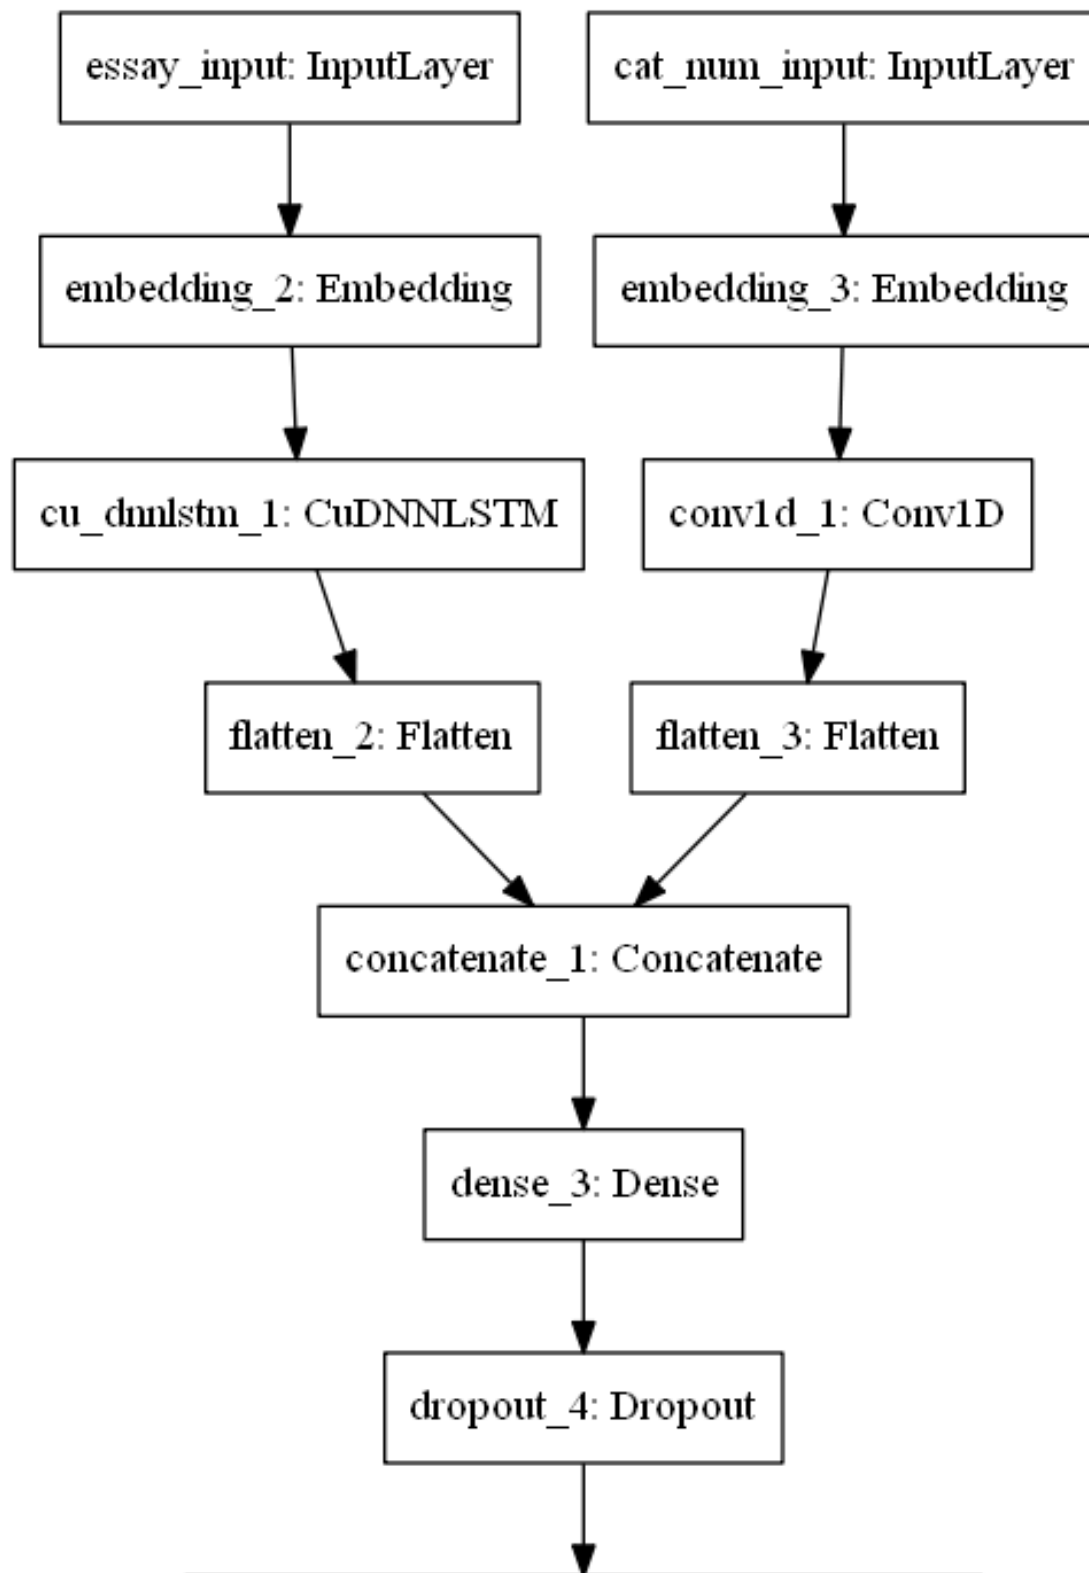 essay_input: InputLayer
cat_num_input: InputLayer
embedding_2: Embedding
embedding_3: Embedding
cu_dnnlstm_1: CuDNNLSTM
conv1d_1: Conv1D
flatten_2: Flatten
flatten_3: Flatten
concatenate_1: Concatenate
dense_3: Dense
dropout_4: Dropout